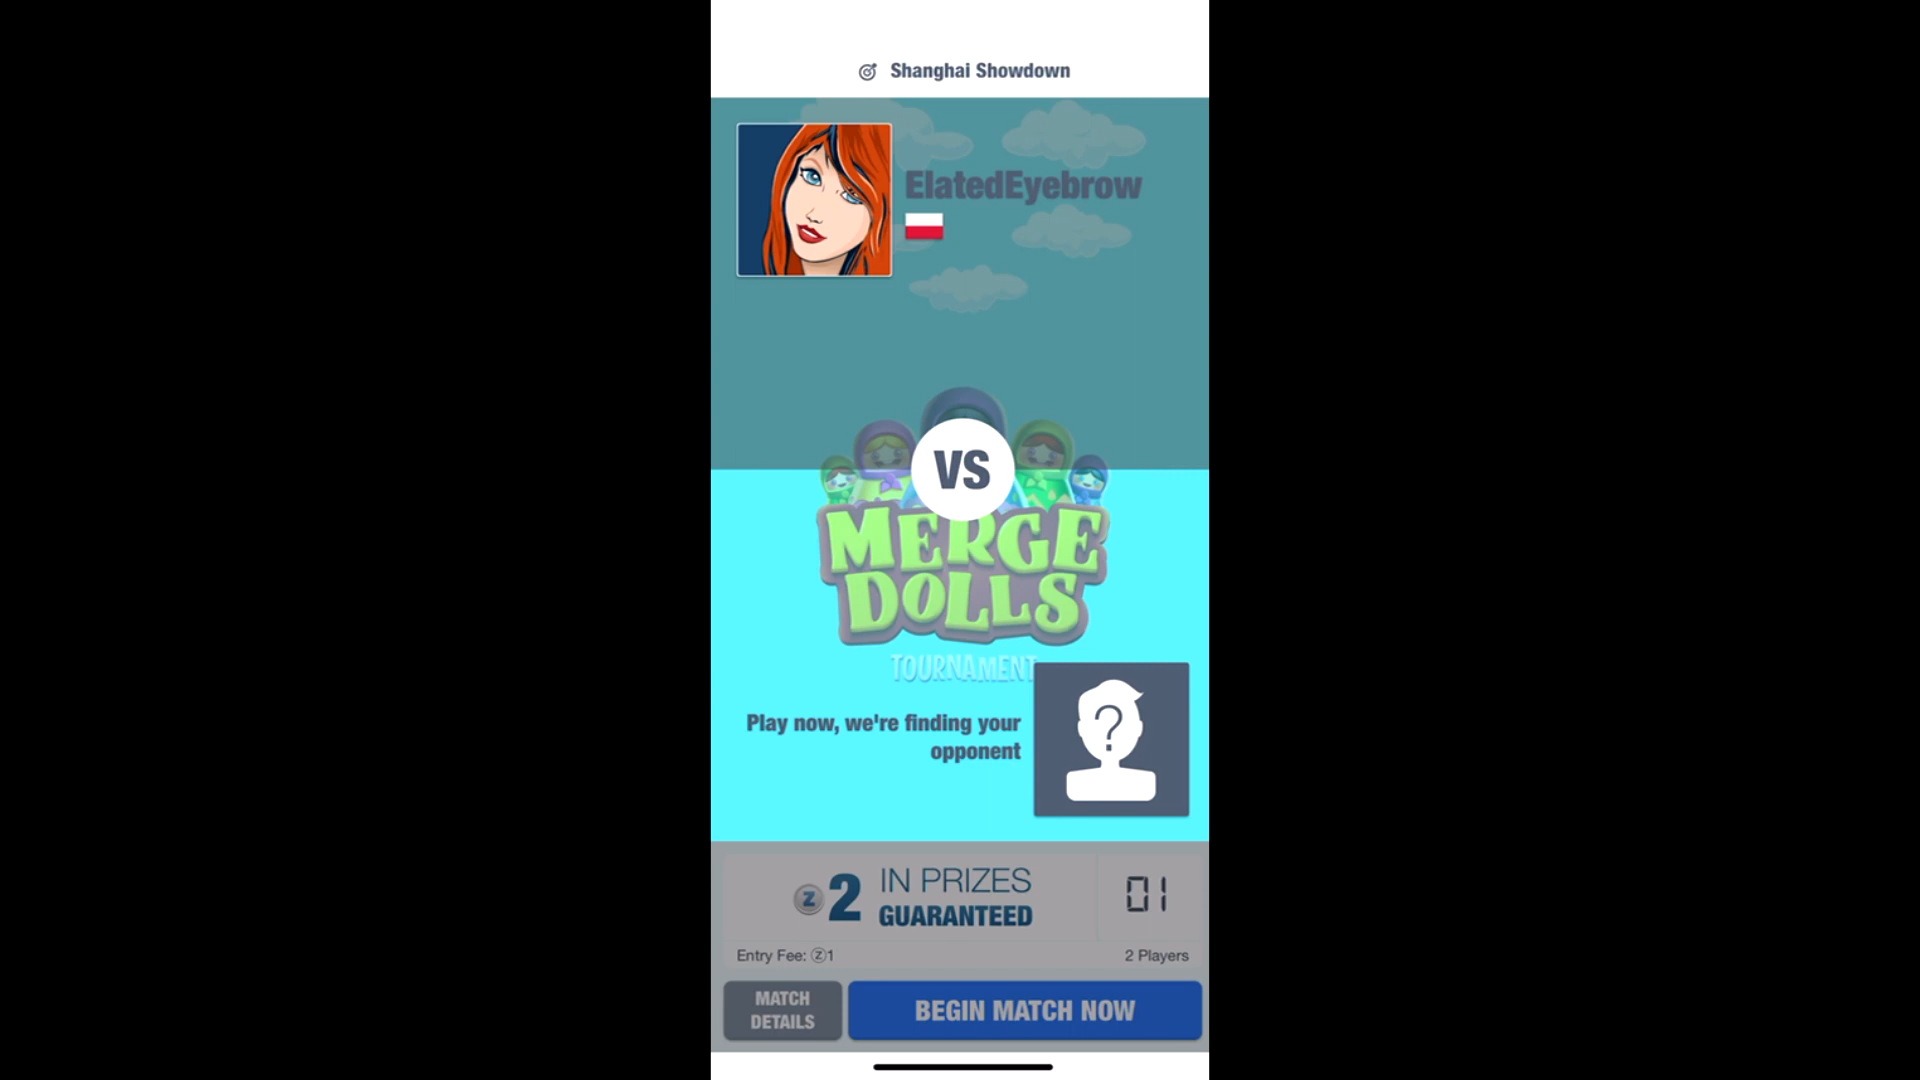 Shanghai Showdown
ElatedEyebrow
VS
MERGE
DOLLS
TOURNAMENT
Play now, we're finding your
opponent
?
Z 2 IN PRIZES
GUARANTEED
01
Entry Fee: Ⓩ1
2 Players
MATCH
DETAILS
BEGIN MATCH NOW